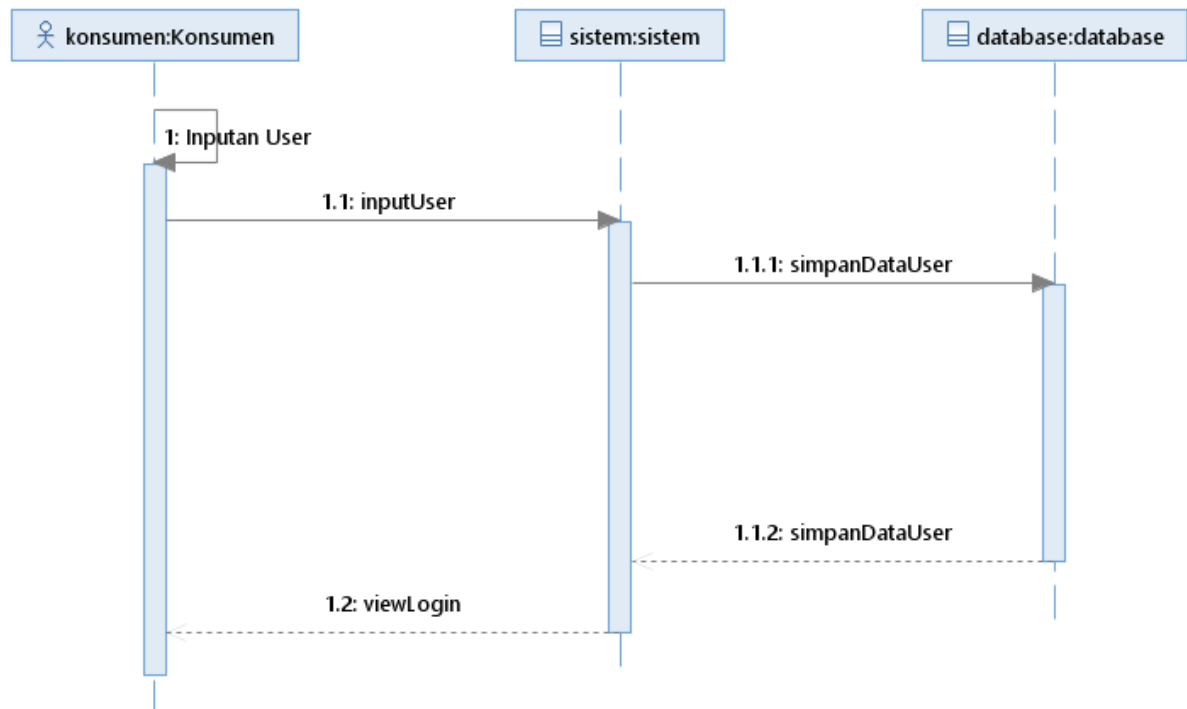 konsumen:Konsumen
sistem:sistem
database:database
1: Inputan User
1.1: inputUser
1.1.1: simpanDataUser
1.1.2: simpanDataUser
1.2: viewLogin